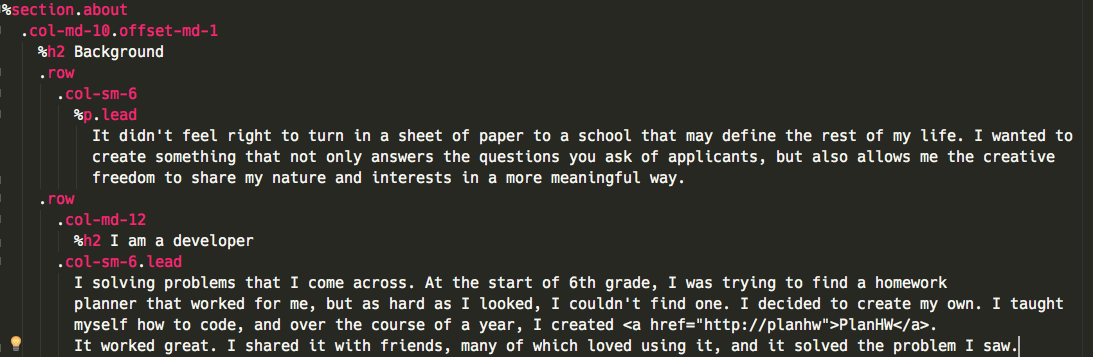 %section.about
.col-md-10.offset-md-1
%h2 Background
.row
.col-sm-6
%p.lead
It didn't feel right to turn in a sheet of paper to a school that may define the rest of my life. I wanted to
create something that not only answers the questions you ask of applicants, but also allows me the creative
freedom to share my nature and interests in a more meaningful way.
.row
.col-md-12
%h2 I am a developer
.col-sm-6.lead
I solving problems that I come across. At the start of 6th grade, I was trying to find a homework
planner that worked for me, but as hard as I looked, I couldn't find one. I decided to create my own. I taught
myself how to code, and over the course of a year, I created <a href="http://planhw">PlanHW</a>.
It worked great. I shared it with friends, many of which loved using it, and it solved the problem I saw.